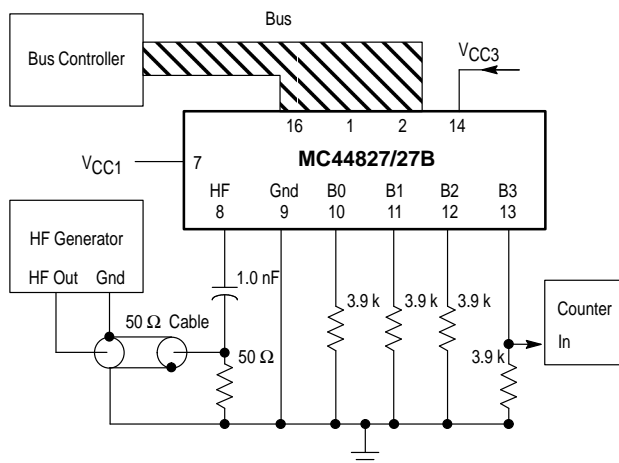 Bus
Bus Controller
VCC3
16 1 2 14
VCC1
7
MC44827/27B
HF Gnd B0 B1 B2 B3
8 9 10 11 12 13
HF Generator
HF Out Gnd
1.0 nF
3.9 k 3.9 k 3.9 k
Counter
In
50 Ω Cable
50 Ω
3.9 k